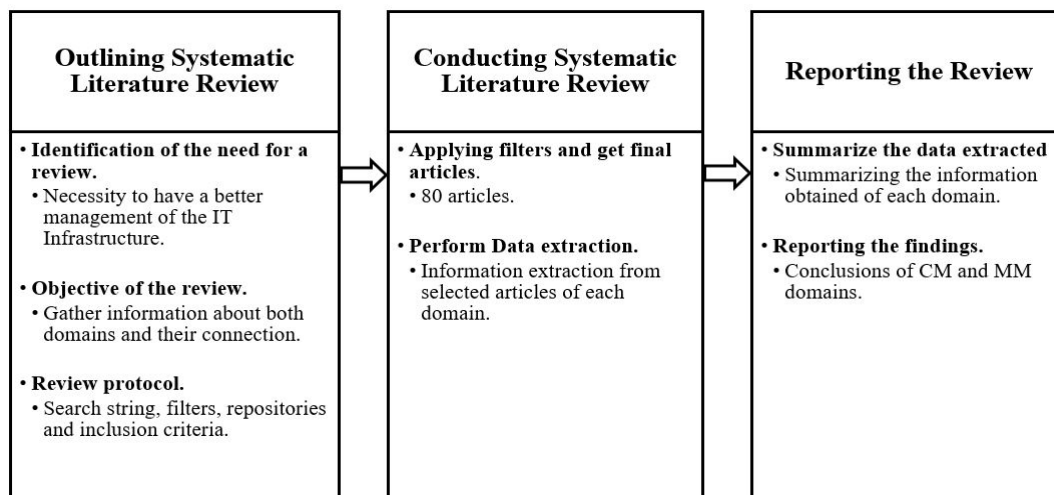 Outlining Systematic
Literature Review
• Identification of the need for a
review.
• Necessity to have a better
management of the IT
Infrastructure.
• Objective of the review.
• Gather information about both
domains and their connection.
• Review protocol.
• Search string, filters, repositories
and inclusion criteria.
Conducting Systematic
Literature Review
• Applying filters and get final
articles.
• 80 articles.
• Perform Data extraction.
• Information extraction from
selected articles of each
domain.
Reporting the Review
• Summarize the data extracted
• Summarizing the information
obtained of each domain.
• Reporting the findings.
• Conclusions of CM and MM
domains.